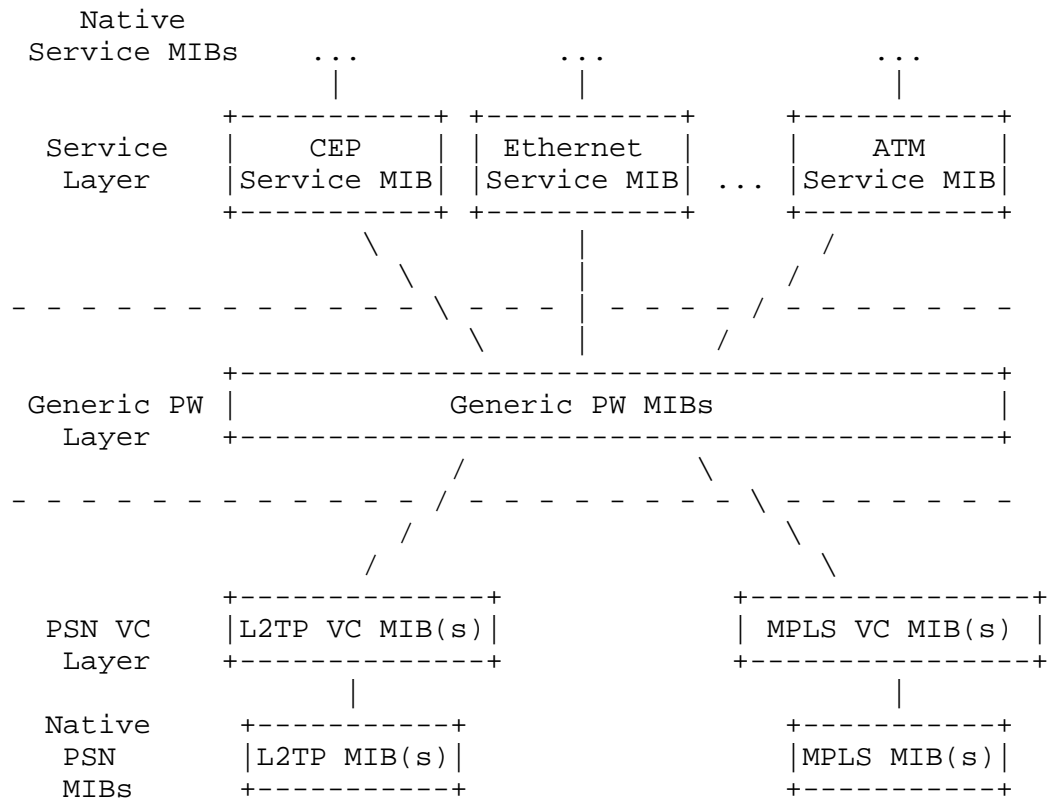 Native
Service MIBs ... ... ...
CEP Ethernet ATM
Service Layer Service MIB Service MIB ... Service MIB
Generic PW Layer Generic PW MIBs
PSN VC Layer L2TP VC MIB(s) MPLS VC MIB(s)
Native
PSN L2TP MIB(s) MPLS MIB(s)
MIBs